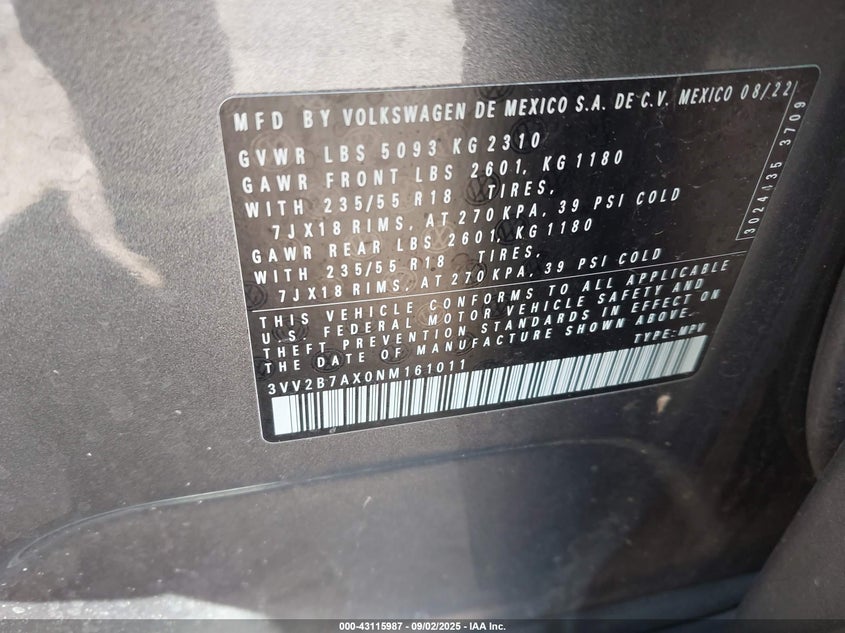 MFD BY VOLKSWAGEN DE MEXICO S.A. DE C.V. MEXICO 08/22
GVWR LBS 5093 KG 2310
GAWR FRONT LBS 2601, KG 1180
WITH 235/55 R18 TIRES,
7JX18 RIMS, AT 270 KPA, 39 PSI COLD
GAWR REAR LBS 2601, KG 1180
WITH 235/55 R18 TIRES,
7JX18 RIMS, AT 270 KPA, 39 PSI COLD
3024435 3709
THIS VEHICLE CONFORMS TO ALL APPLICABLE
U.S. FEDERAL MOTOR VEHICLE SAFETY AND
THEFT PREVENTION STANDARDS IN EFFECT ON
THE DATE OF MANUFACTURE SHOWN ABOVE.
TYPE: MPV
3VV2B7AX0NM161011
000-43115987 - 09/02/2025 - IAA Inc.